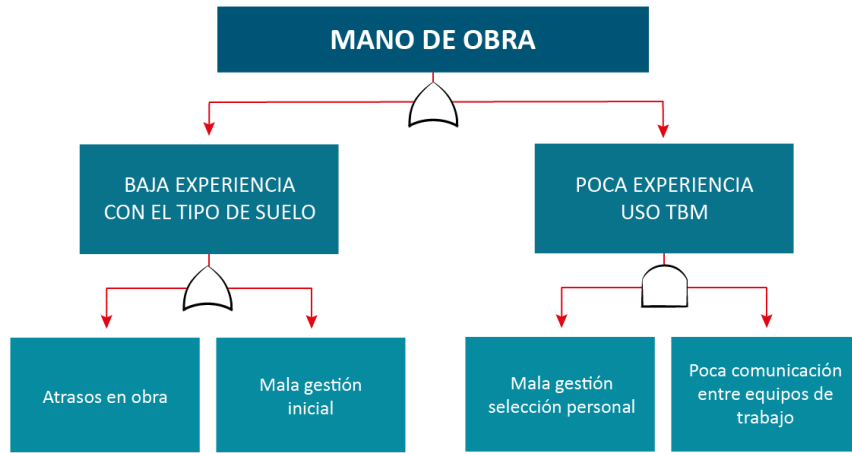 MANO DE OBRA
BAJA EXPERIENCIA
CON EL TIPO DE SUELO
POCA EXPERIENCIA
USO TBM
Atrasos en obra
Mala gestión
inicial
Mala gestión
selección personal
Poca comunicación
entre equipos de
trabajo